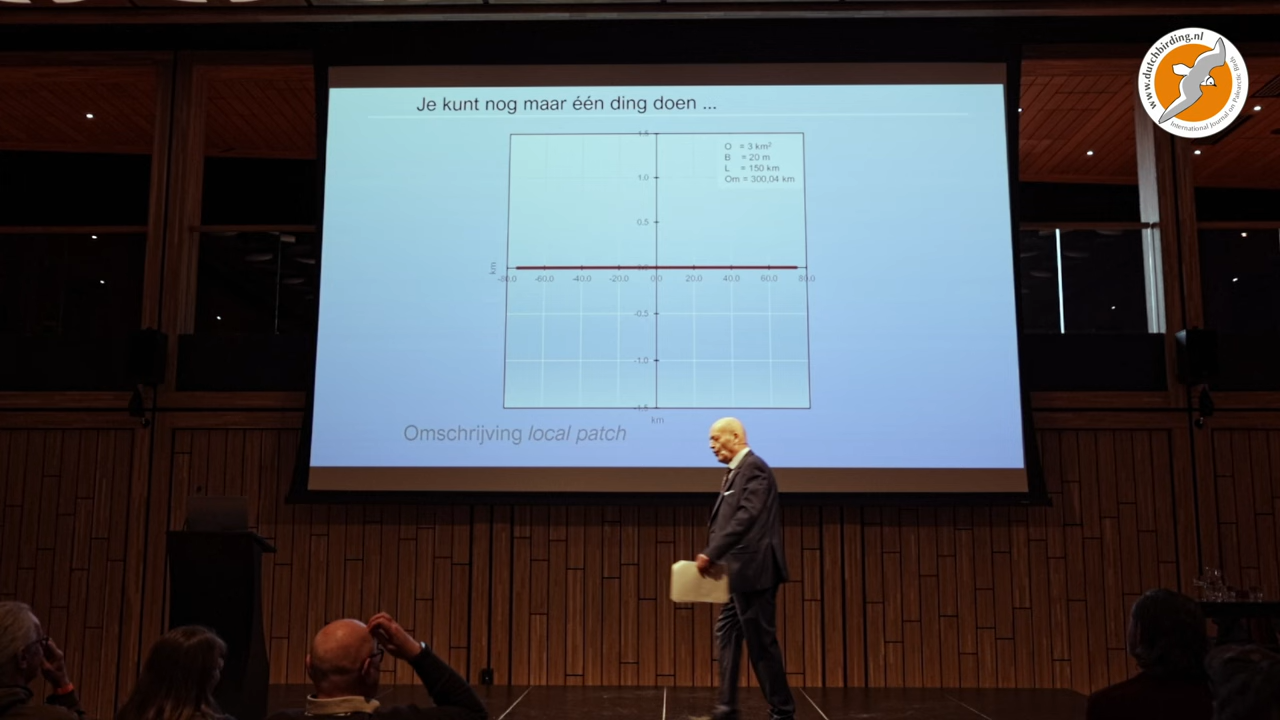 www.dutchbirding.nl
International Journal on Palearctic Birds
Je kunt nog maar één ding doen ...
O = 3 km²
B = 20 m
L = 150 km
Om = 300,04 km
1.5
1.0
0.5
km
-80.0 -60.0 -40.0 -20.0 0.0 20.0 40.0 60.0 80.0
-0.5
-1.0
-1.5
km
Omschrijving local patch